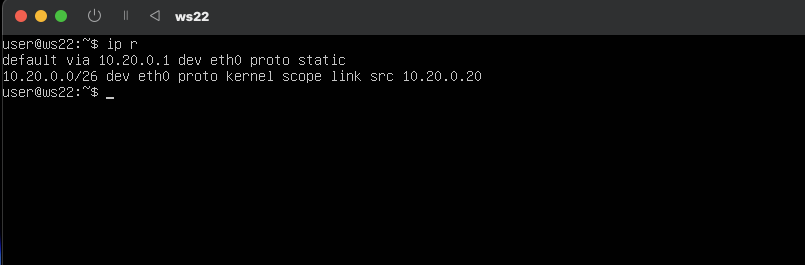 ws22
user@ws22:~$ ip r
default via 10.20.0.1 dev eth0 proto static
10.20.0.0/26 dev eth0 proto kernel scope link src 10.20.0.20
user@ws22:~$ _